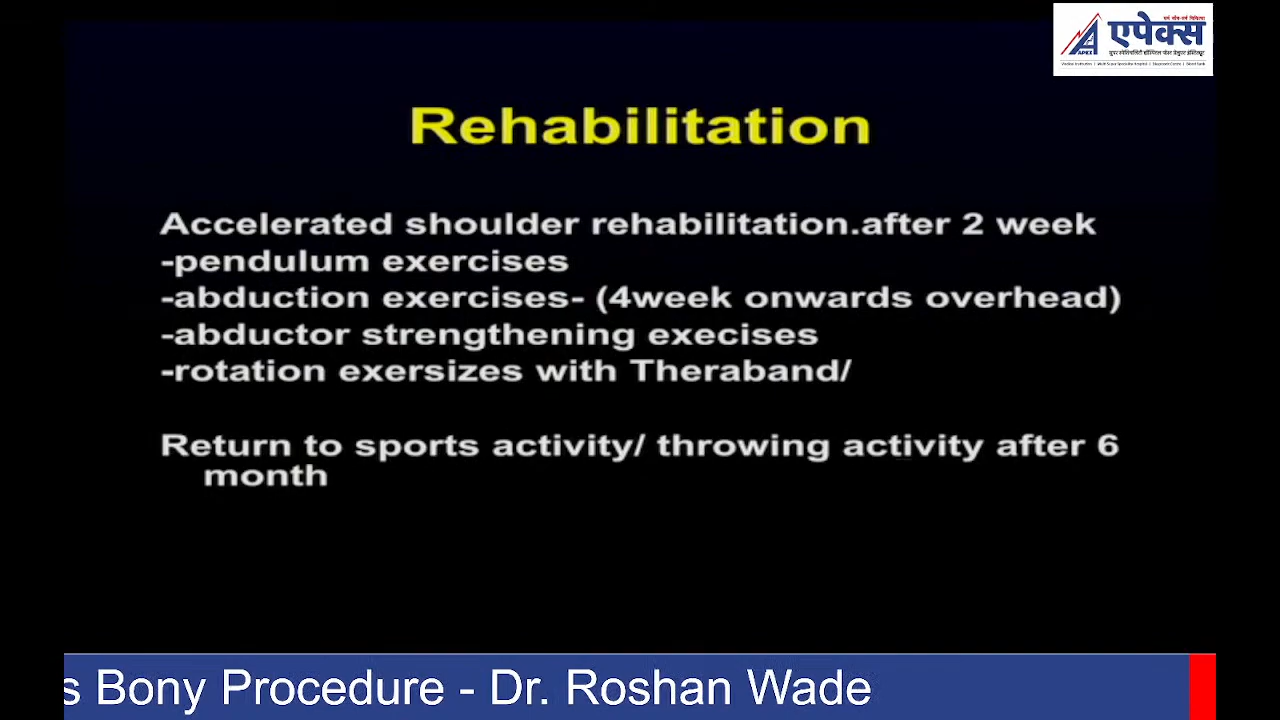 एपेक्स
APEX
Rehabilitation
Accelerated shoulder rehabilitation.after 2 week
-pendulum exercises
-abduction exercises- (4week onwards overhead)
-abductor strengthening execises
-rotation exersizes with Theraband/
Return to sports activity/ throwing activity after 6
month
s Bony Procedure - Dr. Roshan Wade